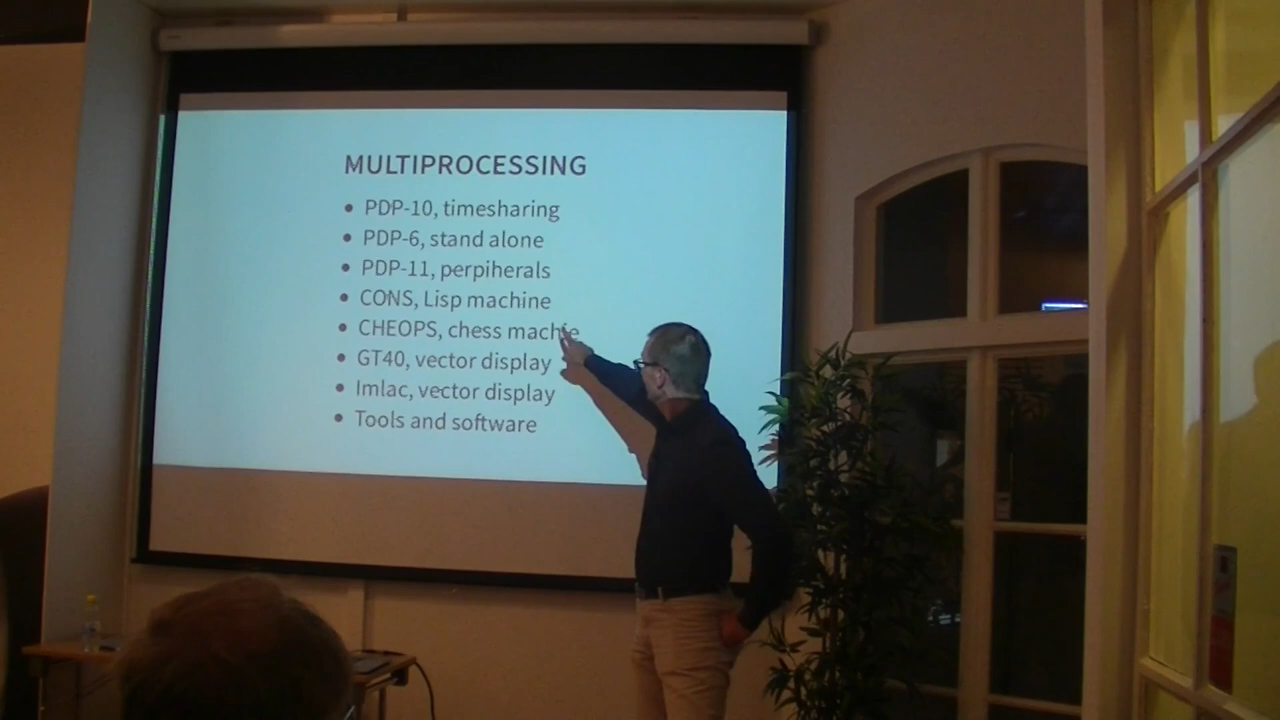 MULTIPROCESSING
• PDP-10, timesharing
• PDP-6, stand alone
• PDP-11, perpiherals
• CONS, Lisp machine
• CHEOPS, chess machie
• GT40, vector display
• Imlac, vector display
• Tools and software